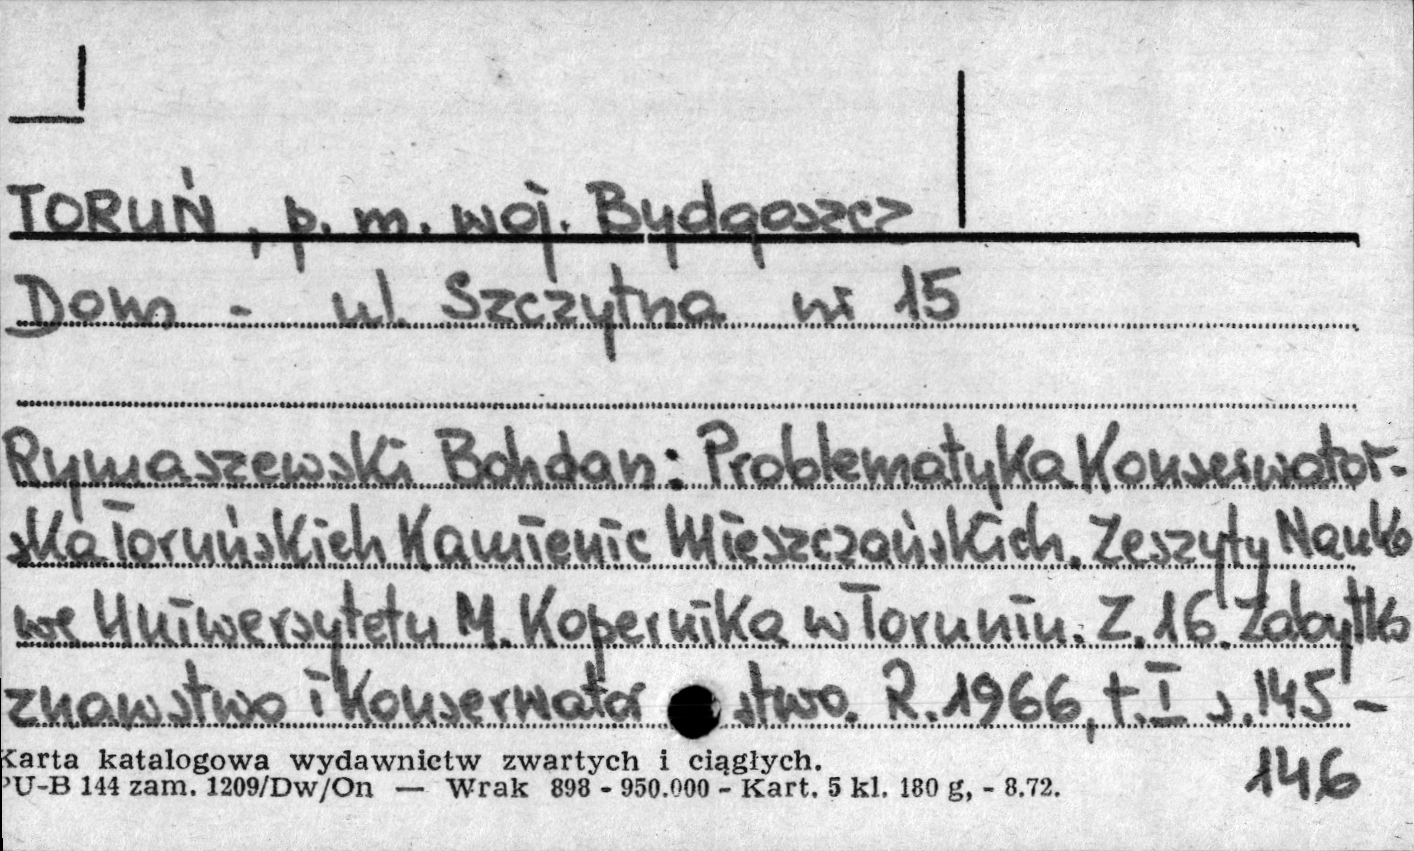 TORUŃ, p. m. woj. Bydgoszcz
Dom - ul. Szczytna nr 15
Rymaszewski Bohdan: Problematyka Konserwator-
ska Toruńskich Kamienic Mieszczańskich. Zeszyty Nauko
we Uniwersytetu M. Kopernika w Toruniu. Z. 16. Zabytko
znawstwo i Konserwator stwo. R. 1966, t. I s. 145 -
146
Karta katalogowa wydawnictw zwartych i ciągłych.
PU-B 144 zam. 1209/Dw/On — Wrak 898 - 950.000 - Kart. 5 kl. 180 g, - 8.72.